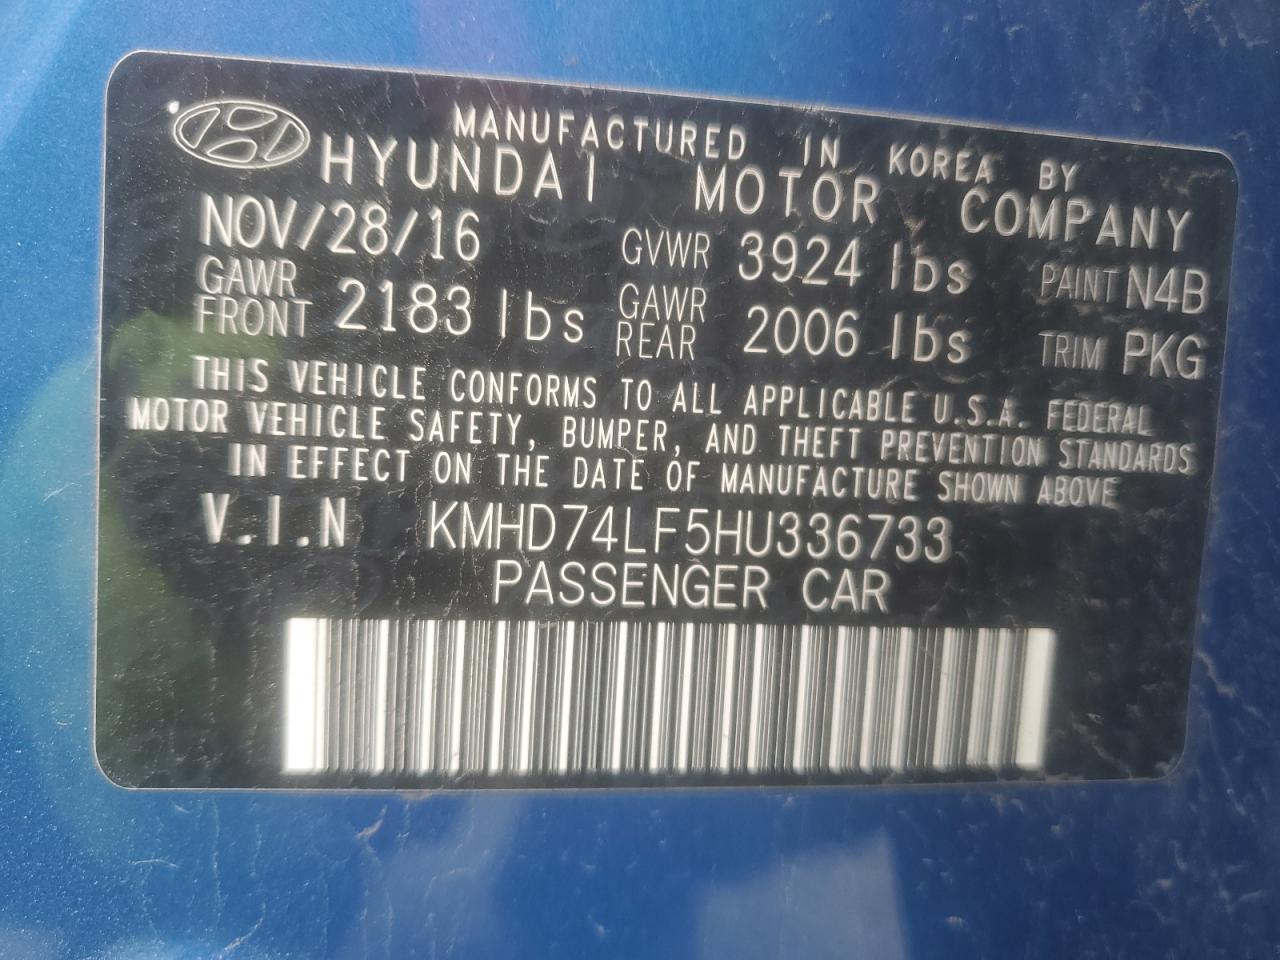 MANUFACTURED IN KOREA BY
HYUNDAI MOTOR COMPANY
NOV/28/16 GVWR 3924 lbs PAINT N4B
GAWR FRONT 2183 lbs GAWR REAR 2006 lbs TRIM PKG
THIS VEHICLE CONFORMS TO ALL APPLICABLE U.S.A. FEDERAL
MOTOR VEHICLE SAFETY, BUMPER, AND THEFT PREVENTION STANDARDS
IN EFFECT ON THE DATE OF MANUFACTURE SHOWN ABOVE
V.I.N KMHD74LF5HU336733
PASSENGER CAR